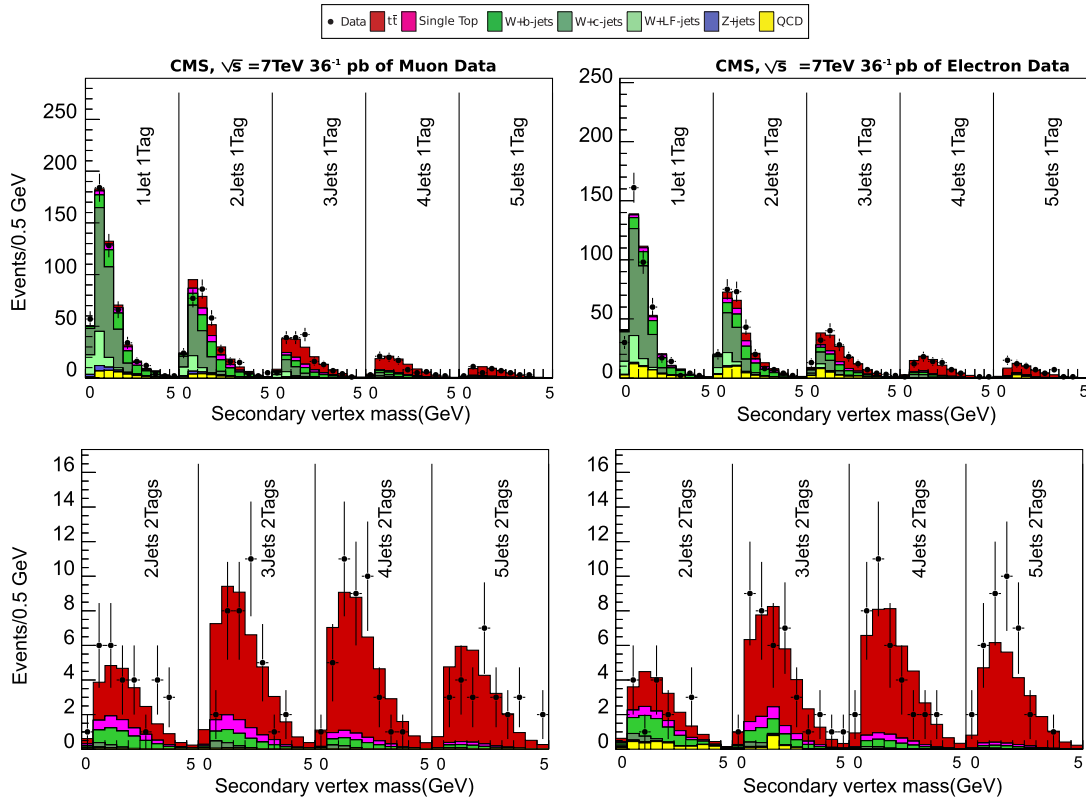 Data tt̄ Single Top W+b-jets W+c-jets W+LF-jets Z+jets QCD
CMS, √s =7TeV 36⁻¹ pb of Muon Data
Events/0.5 GeV
250
200
150
100
50
0
1Jet 1Tag
2Jets 1Tag
3Jets 1Tag
4Jets 1Tag
5Jets 1Tag
0 5 0 5 0 5 0 5 0 5
Secondary vertex mass(GeV)
CMS, √s =7TeV 36⁻¹ pb of Electron Data
250
200
150
100
50
0
1Jet 1Tag
2Jets 1Tag
3Jets 1Tag
4Jets 1Tag
5Jets 1Tag
0 5 0 5 0 5 0 5 0 5
Secondary vertex mass(GeV)
Events/0.5 GeV
16
14
12
10
8
6
4
2
0
2Jets 2Tags
3Jets 2Tags
4Jets 2Tags
5Jets 2Tags
0 5 0 5 0 5 0 5
Secondary vertex mass(GeV)
16
14
12
10
8
6
4
2
0
2Jets 2Tags
3Jets 2Tags
4Jets 2Tags
5Jets 2Tags
0 5 0 5 0 5 0 5
Secondary vertex mass(GeV)